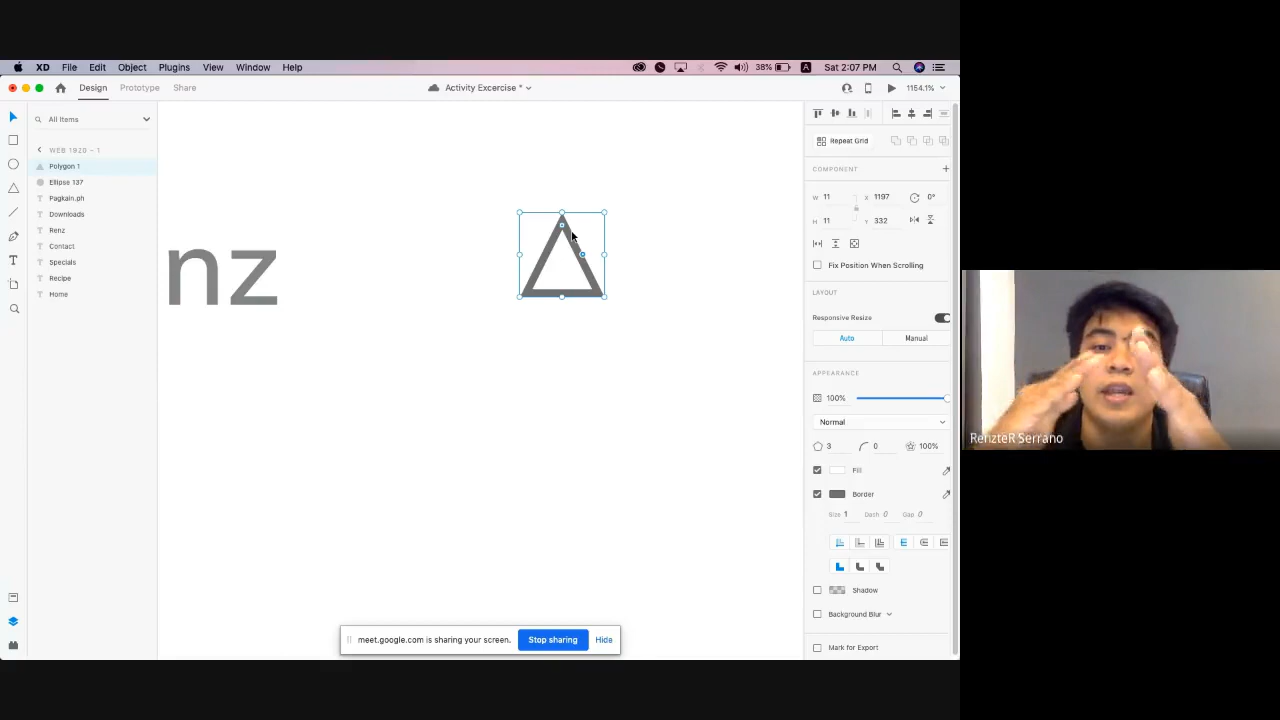 XD File Edit Object Plugins View Window Help 38% A Sat 2:07 PM
Design Prototype Share Activity Excercise * 1154.1%
All Items
WEB 1920 – 1
Polygon 1
Ellipse 137
Pagkain.ph
Downloads
Renz
Contact
Specials
Recipe
Home
nz
Repeat Grid
COMPONENT +
W 11 X 1197 0°
H 11 Y 332
Fix Position When Scrolling
LAYOUT
Responsive Resize
Auto Manual
APPEARANCE
100%
Normal
3 0 100%
Fill
Border
Size 1 Dash 0 Gap 0
Shadow
Background Blur
Mark for Export
meet.google.com is sharing your screen. Stop sharing Hide
RenzteR Serrano